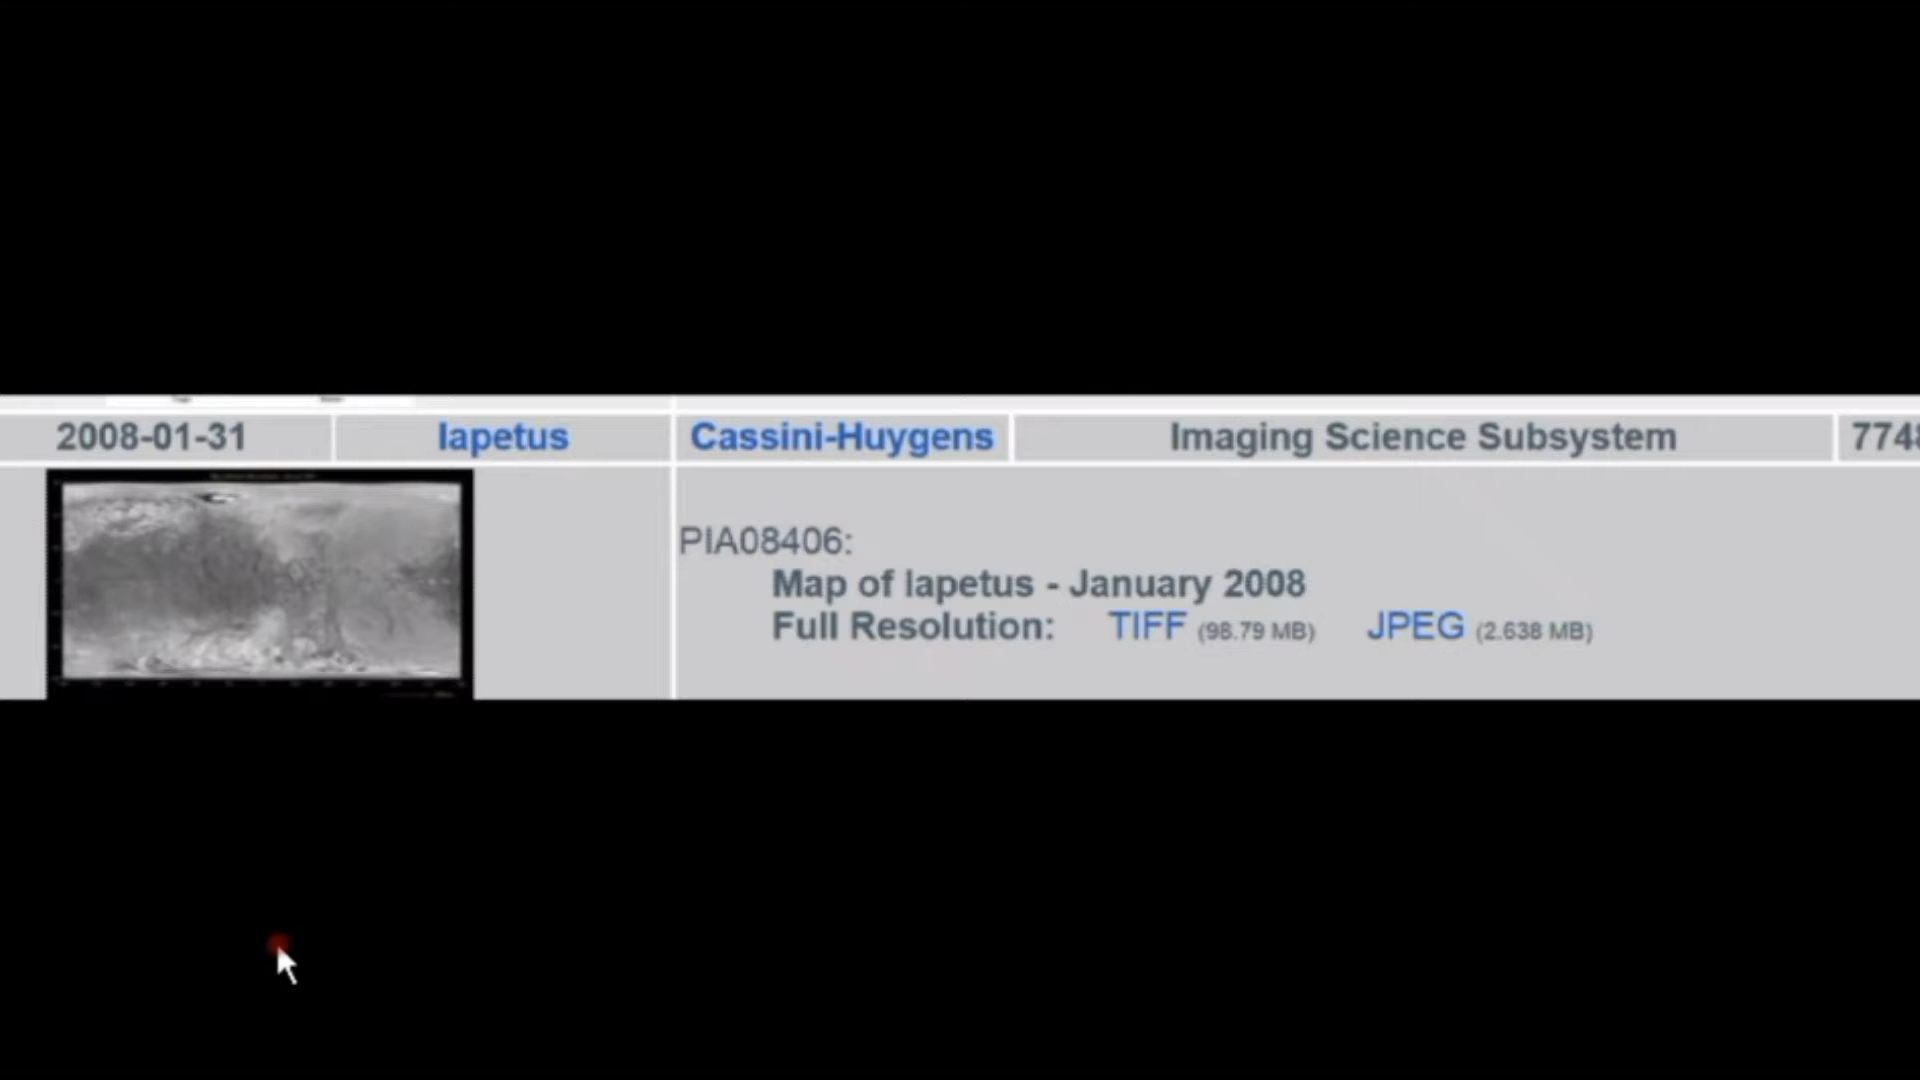 2008-01-31 Iapetus Cassini-Huygens Imaging Science Subsystem
PIA08406:
Map of Iapetus - January 2008
Full Resolution: TIFF (98.79 MB) JPEG (2.638 MB)